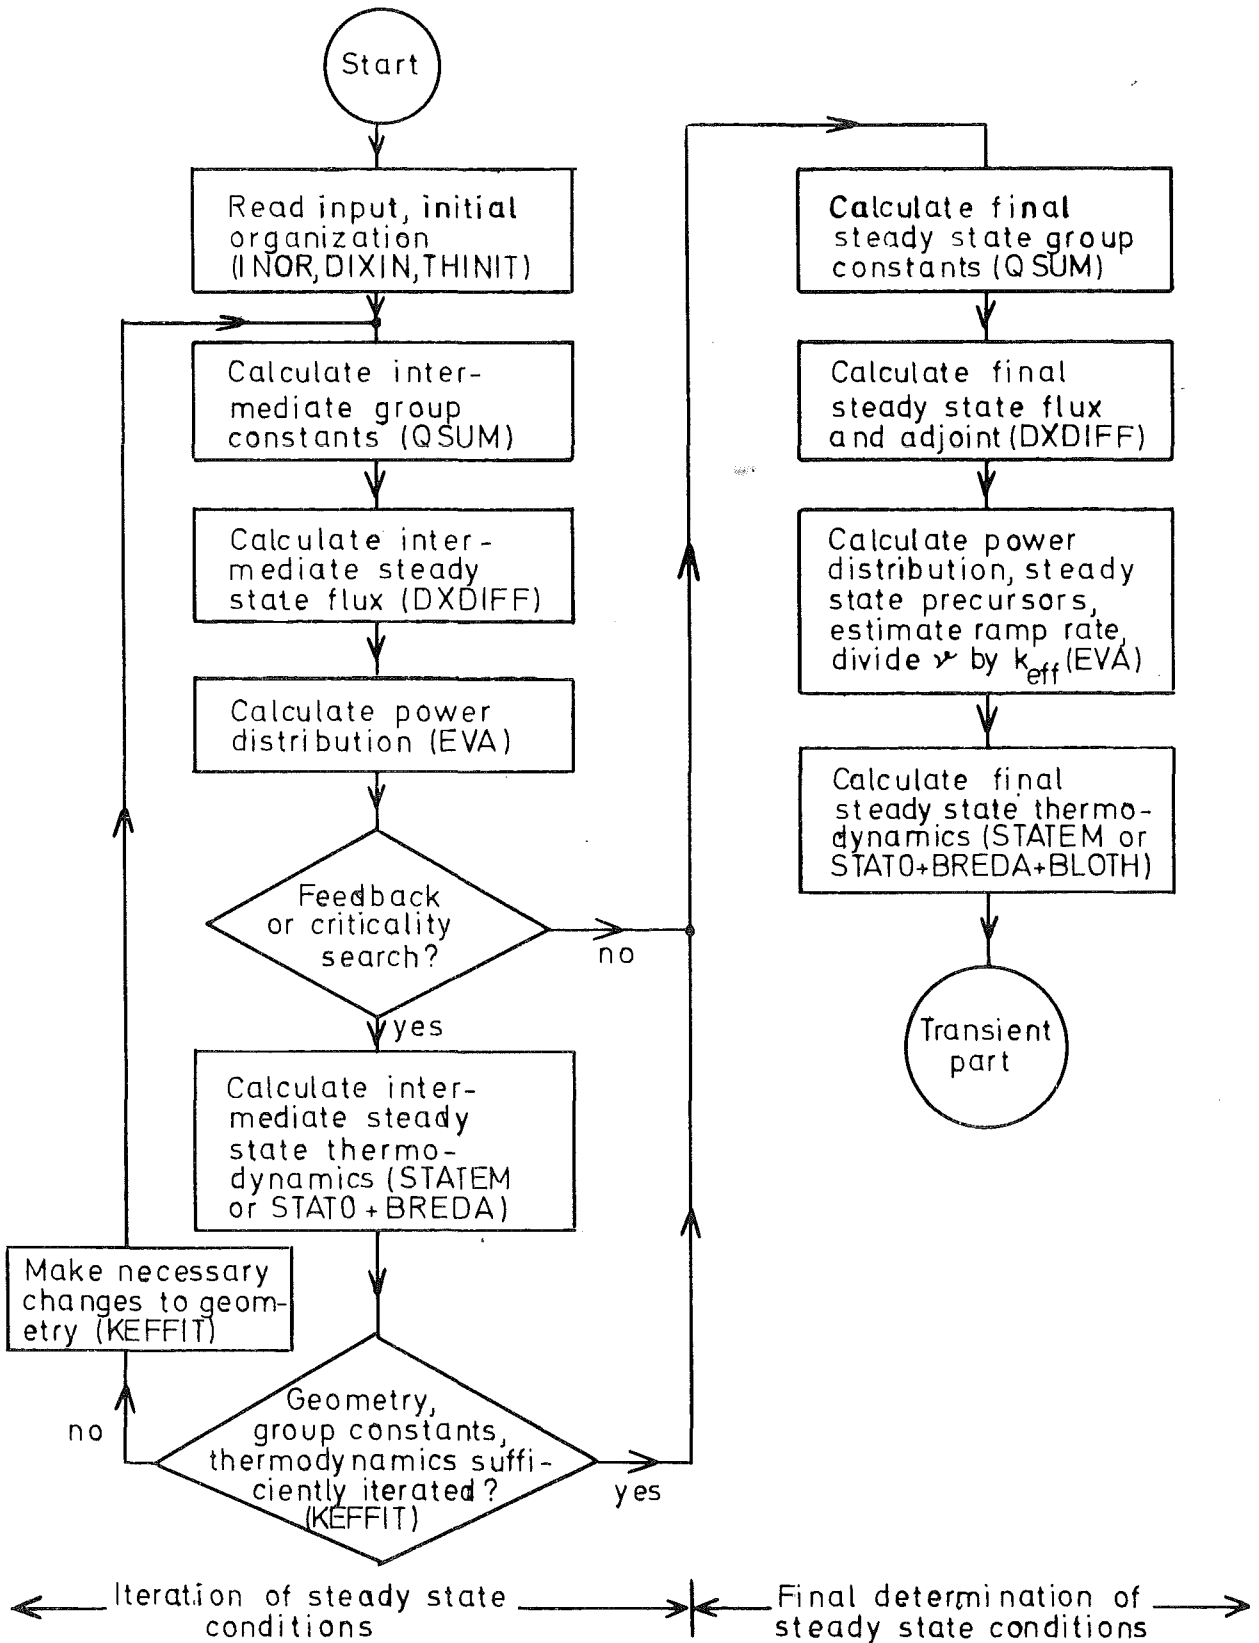 Start
Read input, initial
organization
(INOR,DIXIN,THINIT)
Calculate inter-
mediate group
constants (QSUM)
Calculate inter-
mediate steady
state flux (DXDIFF)
Calculate power
distribution (EVA)
Feedback
or criticality
search?
no
yes
Calculate inter-
mediate steady
state thermo-
dynamics (STATEM
or STAT0 + BREDA)
Make necessary
changes to geom-
etry (KEFFIT)
no
Geometry,
group constants,
thermodynamics suffi-
ciently iterated?
(KEFFIT)
yes
Calculate final
steady state group
constants (QSUM)
Calculate final
steady state flux
and adjoint (DXDIFF)
Calculate power
distribution, steady
state precursors,
estimate ramp rate,
divide ν by keff (EVA)
Calculate final
steady state thermo-
dynamics (STATEM or
STAT0+BREDA+BLOTH)
Transient
part
Iteration of steady state
conditions
Final determination of
steady state conditions